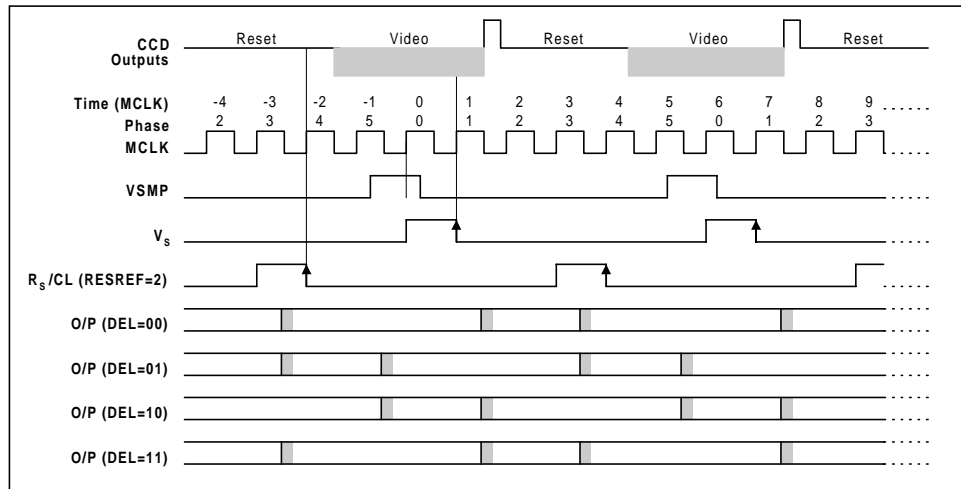 Reset Video Reset Video Reset
CCD
Outputs
Time (MCLK) -4 -3 -2 -1 0 1 2 3 4 5 6 7 8 9
Phase 2 3 4 5 0 1 2 3 4 5 0 1 2 3
MCLK
VSMP
VS
RS/CL (RESREF=2)
O/P (DEL=00)
O/P (DEL=01)
O/P (DEL=10)
O/P (DEL=11)